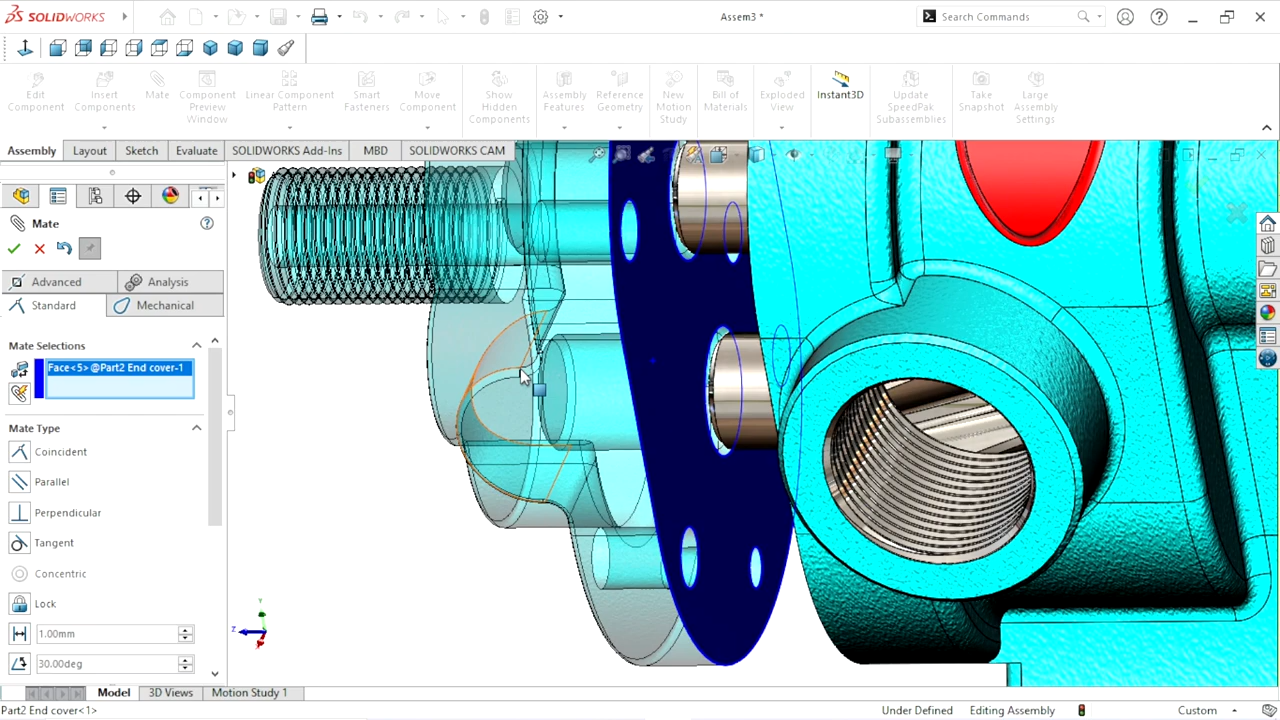 SOLIDWORKS
Assem3 *
Search Commands
Edit Component
Insert Components
Mate
Component Preview Window
Linear Component Pattern
Smart Fasteners
Move Component
Show Hidden Components
Assembly Features
Reference Geometry
New Motion Study
Bill of Materials
Exploded View
Instant3D
Update SpeedPak Subassemblies
Take Snapshot
Large Assembly Settings
Assembly
Layout
Sketch
Evaluate
SOLIDWORKS Add-Ins
MBD
SOLIDWORKS CAM
Mate
Advanced
Analysis
Standard
Mechanical
Mate Selections
Face<5>@Part2 End cover-1
Mate Type
Coincident
Parallel
Perpendicular
Tangent
Concentric
Lock
1.00mm
30.00deg
Y
Z
Model
3D Views
Motion Study 1
Part2 End cover<1>
Under Defined
Editing Assembly
Custom